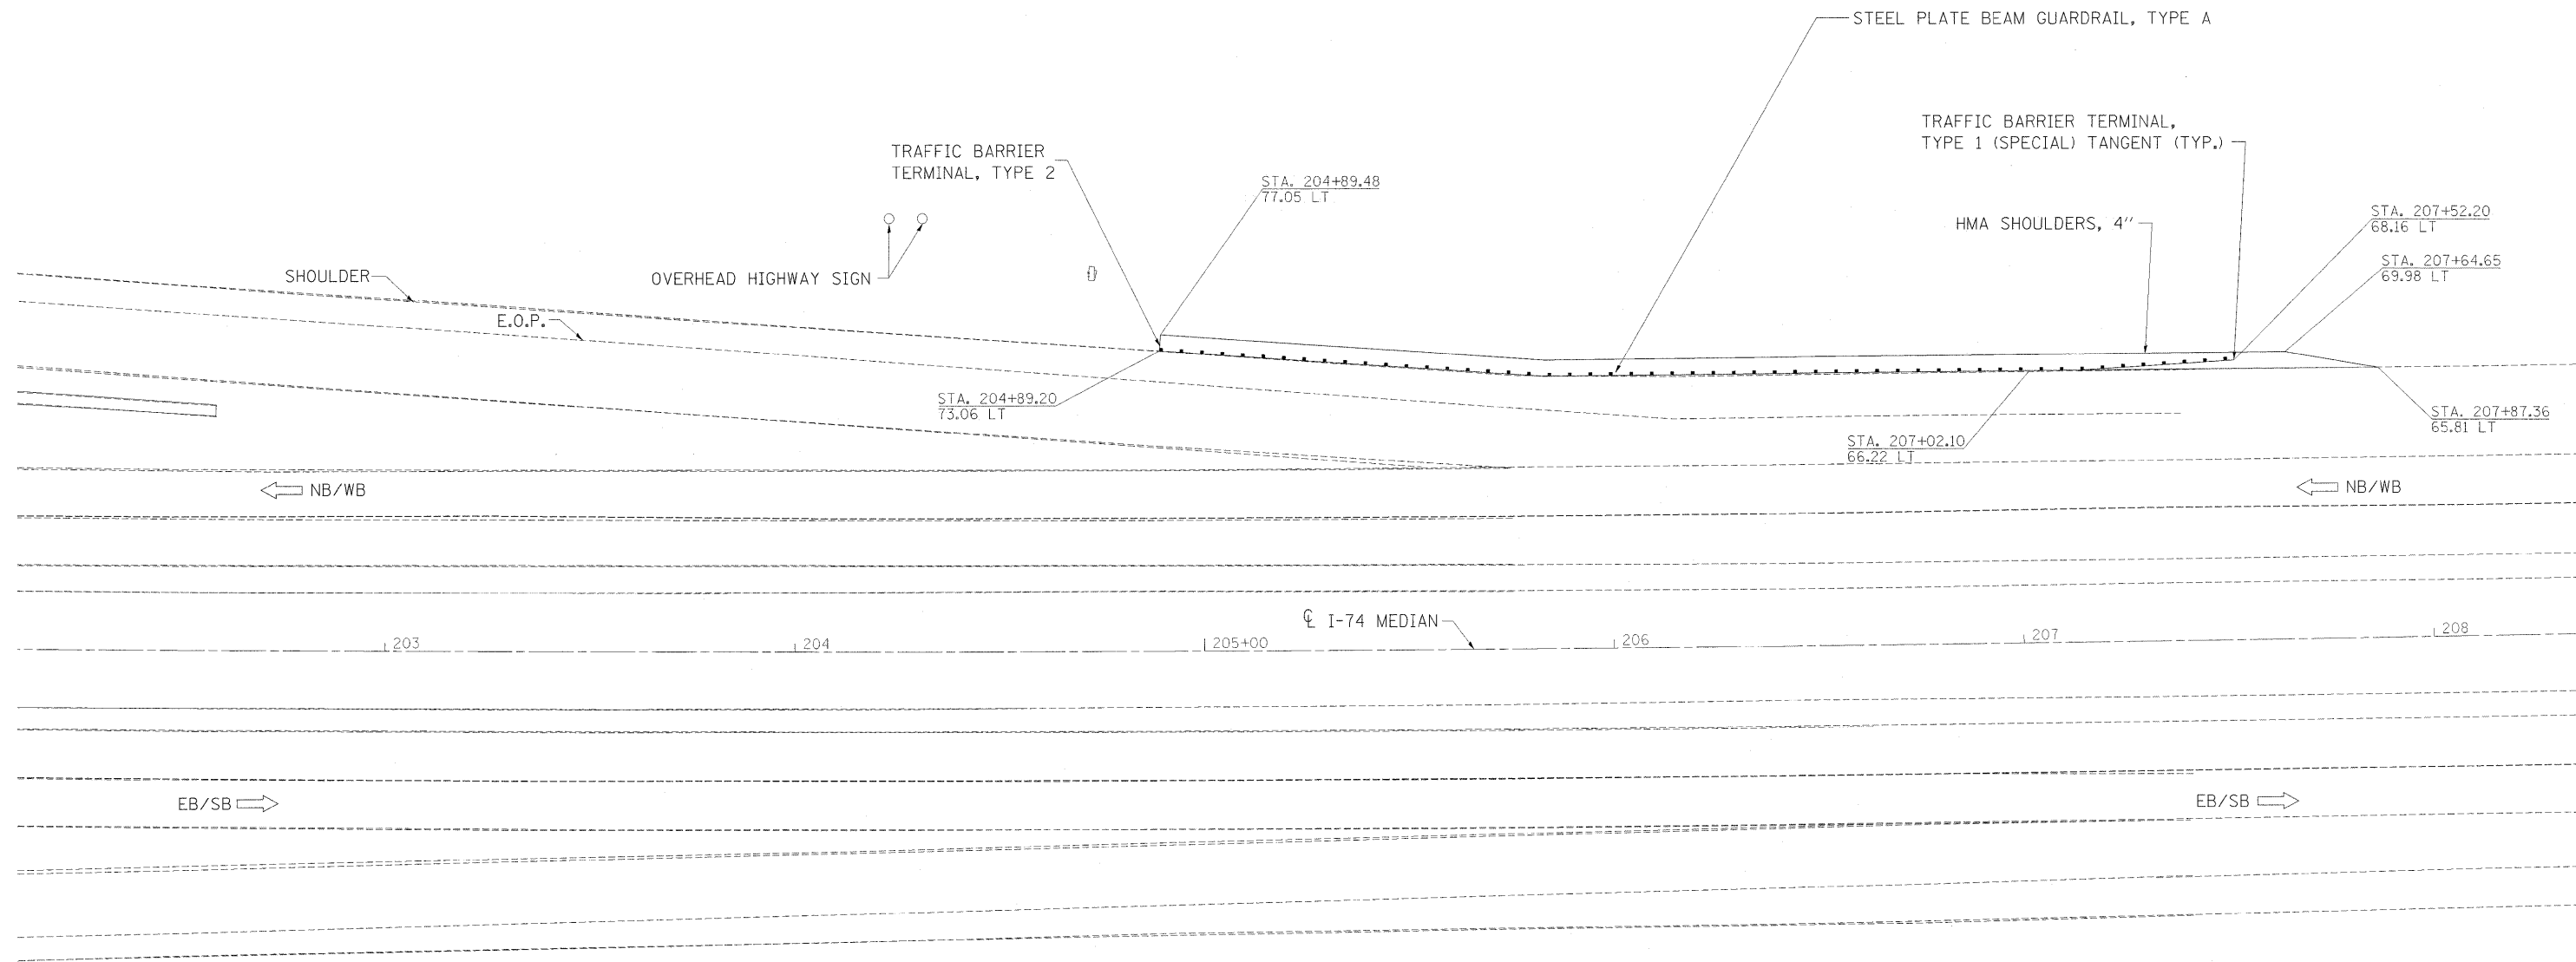 STEEL PLATE BEAM GUARDRAIL, TYPE A
TRAFFIC BARRIER TERMINAL,
TYPE 1 (SPECIAL) TANGENT (TYP.)
TRAFFIC BARRIER
TERMINAL, TYPE 2
STA. 204+89.48
77.05 LT
STA. 207+52.20
68.16 LT
HMA SHOULDERS, 4''
STA. 207+64.65
69.98 LT
SHOULDER
OVERHEAD HIGHWAY SIGN
E.O.P.
STA. 204+89.20
73.06 LT
STA. 207+87.36
65.81 LT
STA. 207+02.10
66.22 LT
NB/WB
NB/WB
℄ I-74 MEDIAN
203
204
205+00
206
207
208
EB/SB
EB/SB